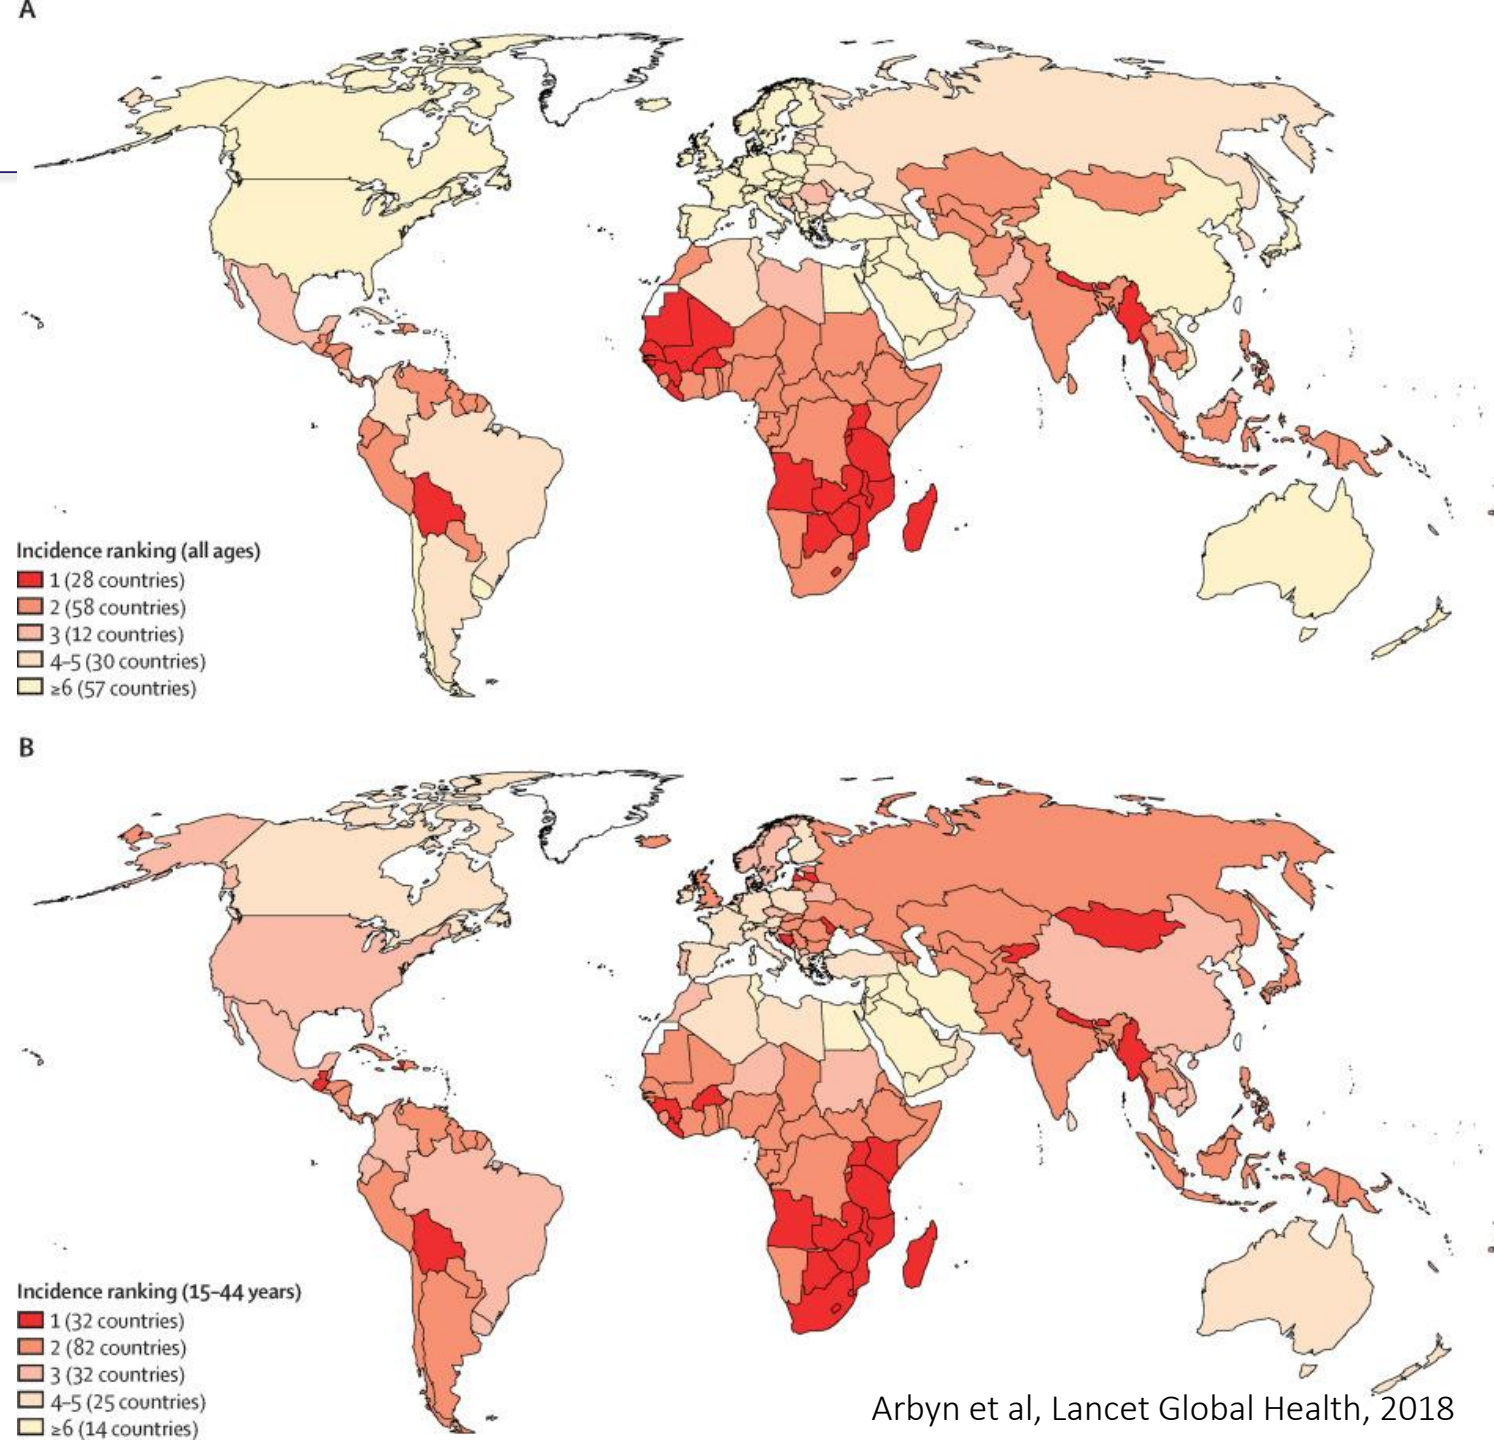 A
Incidence ranking (all ages)
1 (28 countries)
2 (58 countries)
3 (12 countries)
4–5 (30 countries)
≥6 (57 countries)
B
Incidence ranking (15–44 years)
1 (32 countries)
2 (82 countries)
3 (32 countries)
4–5 (25 countries)
≥6 (14 countries)
Arbyn et al, Lancet Global Health, 2018